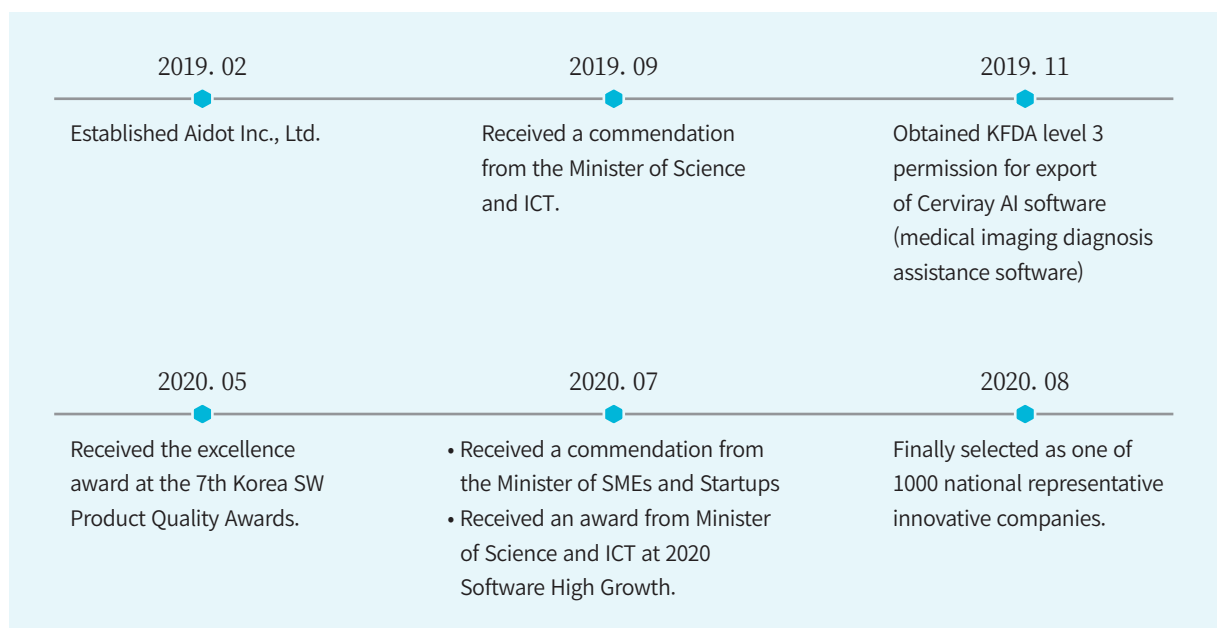 2019. 02
Established Aidot Inc., Ltd.
2019. 09
Received a commendation
from the Minister of Science
and ICT.
2019. 11
Obtained KFDA level 3
permission for export
of Cerviray AI software
(medical imaging diagnosis
assistance software)
2020. 05
Received the excellence
award at the 7th Korea SW
Product Quality Awards.
2020. 07
• Received a commendation from
the Minister of SMEs and Startups
• Received an award from Minister
of Science and ICT at 2020
Software High Growth.
2020. 08
Finally selected as one of
1000 national representative
innovative companies.